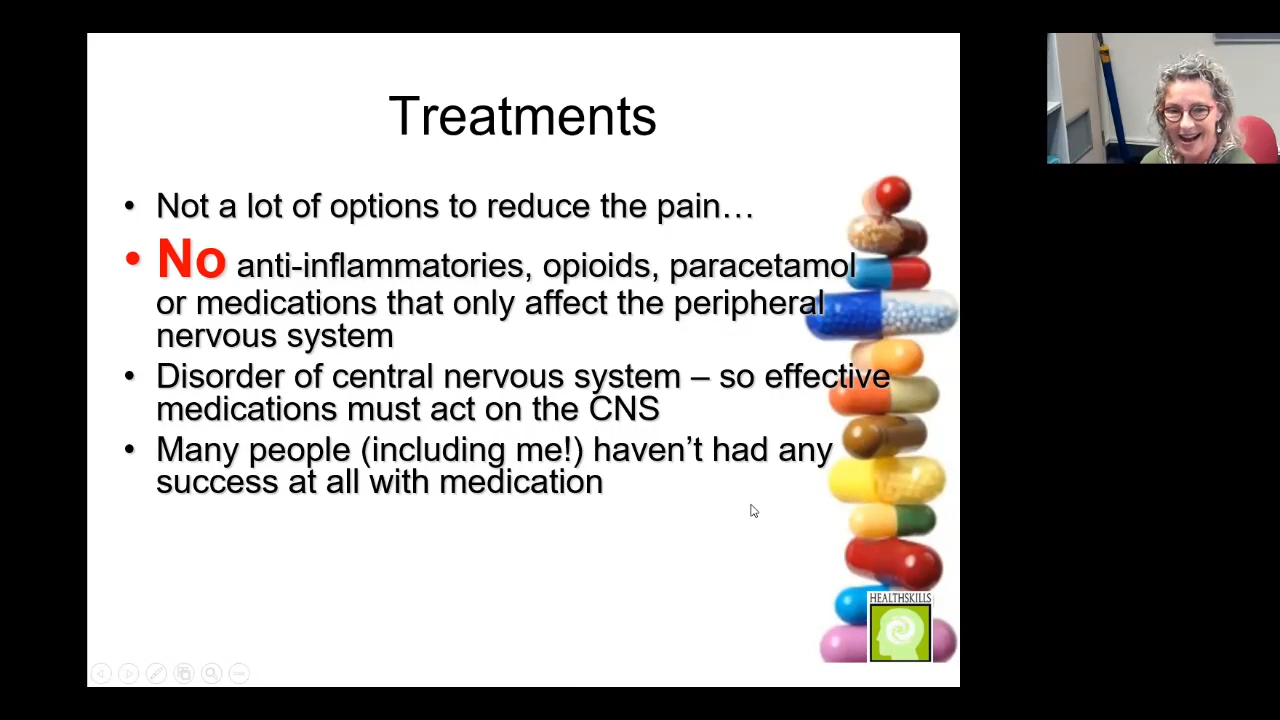 Treatments
• Not a lot of options to reduce the pain…
• No anti-inflammatories, opioids, paracetamol
or medications that only affect the peripheral
nervous system
• Disorder of central nervous system – so effective
medications must act on the CNS
• Many people (including me!) haven’t had any
success at all with medication
HEALTHSKILLS